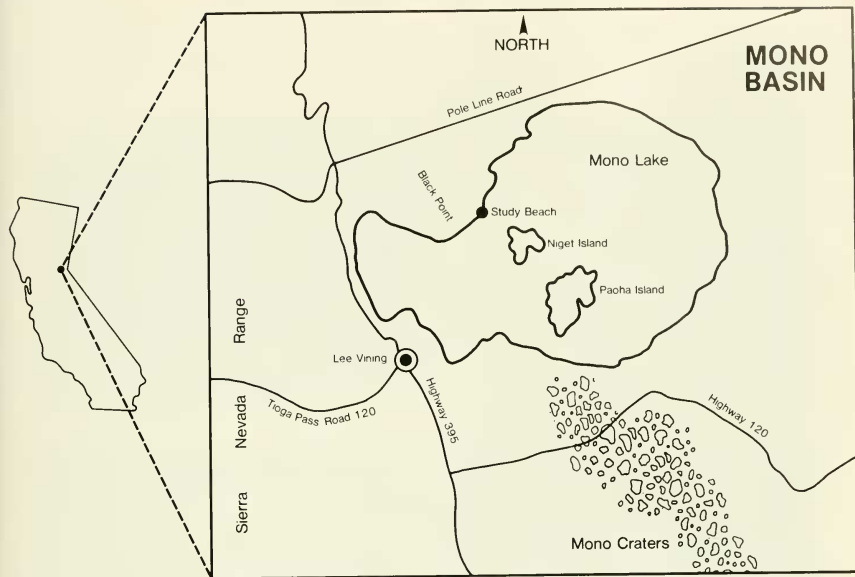 NORTH
MONO
BASIN
Pole Line Road
Mono Lake
Black Point
Study Beach
Niget Island
Paoha Island
Sierra Nevada Range
Lee Vining
Tioga Pass Road 120
Highway 395
Highway 120
Mono Craters